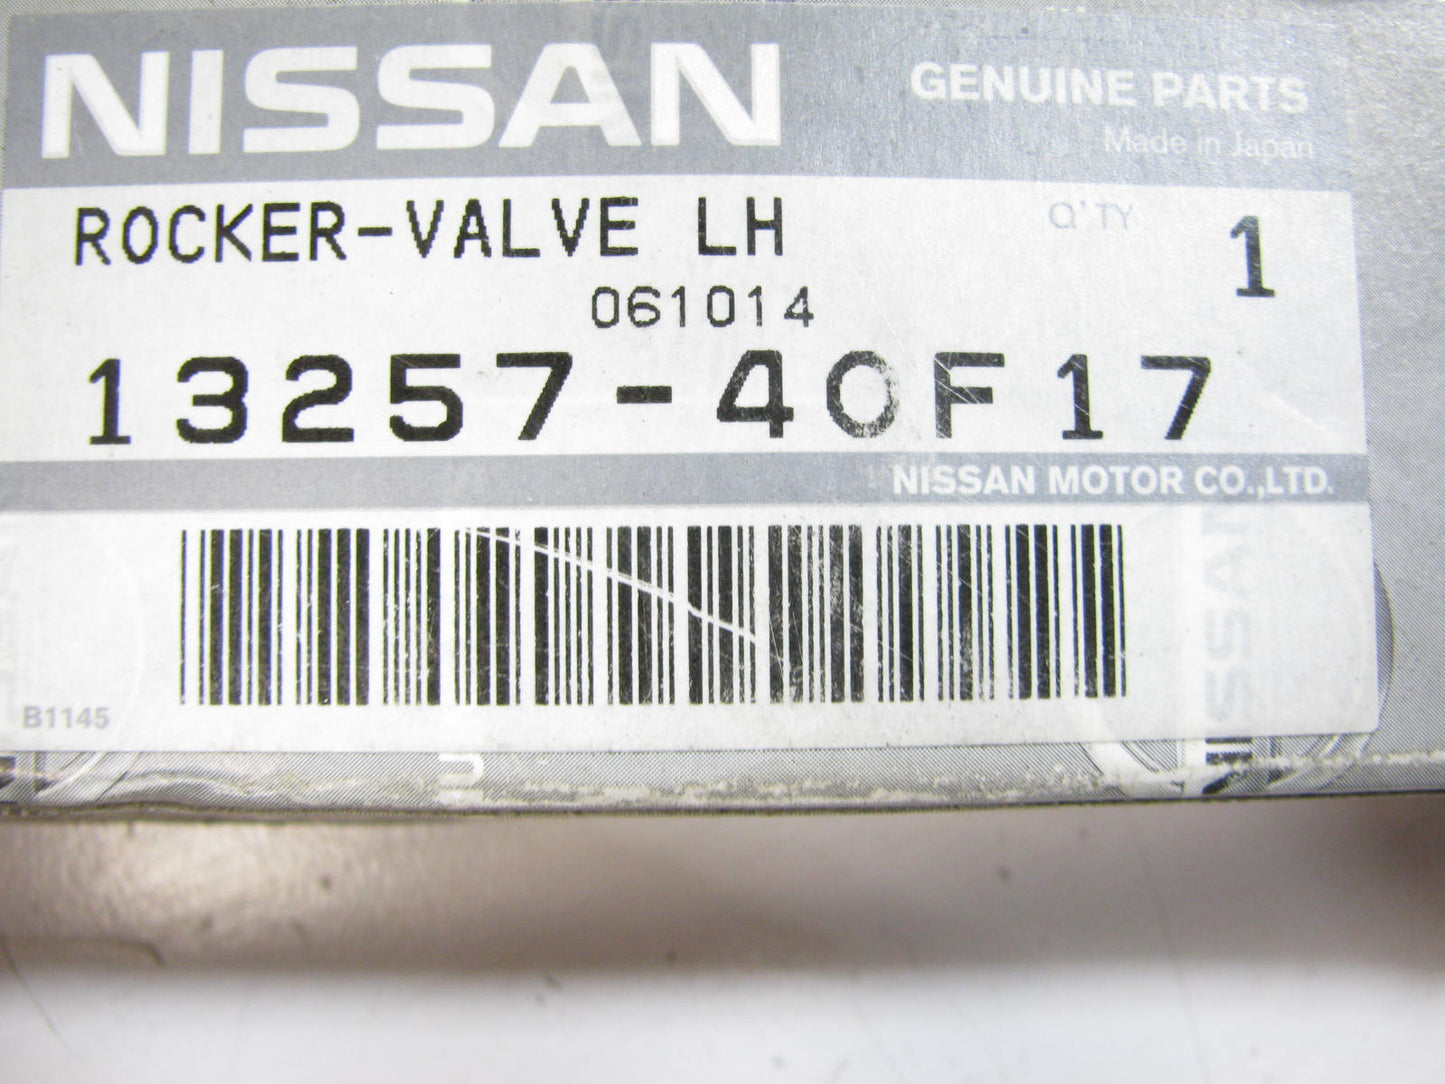 NISSAN
GENUINE PARTS
Made in Japan
ROCKER-VALVE LH
Q'TY 1
061014
13257-40F17
NISSAN MOTOR CO.,LTD.
B1145
NISSAN